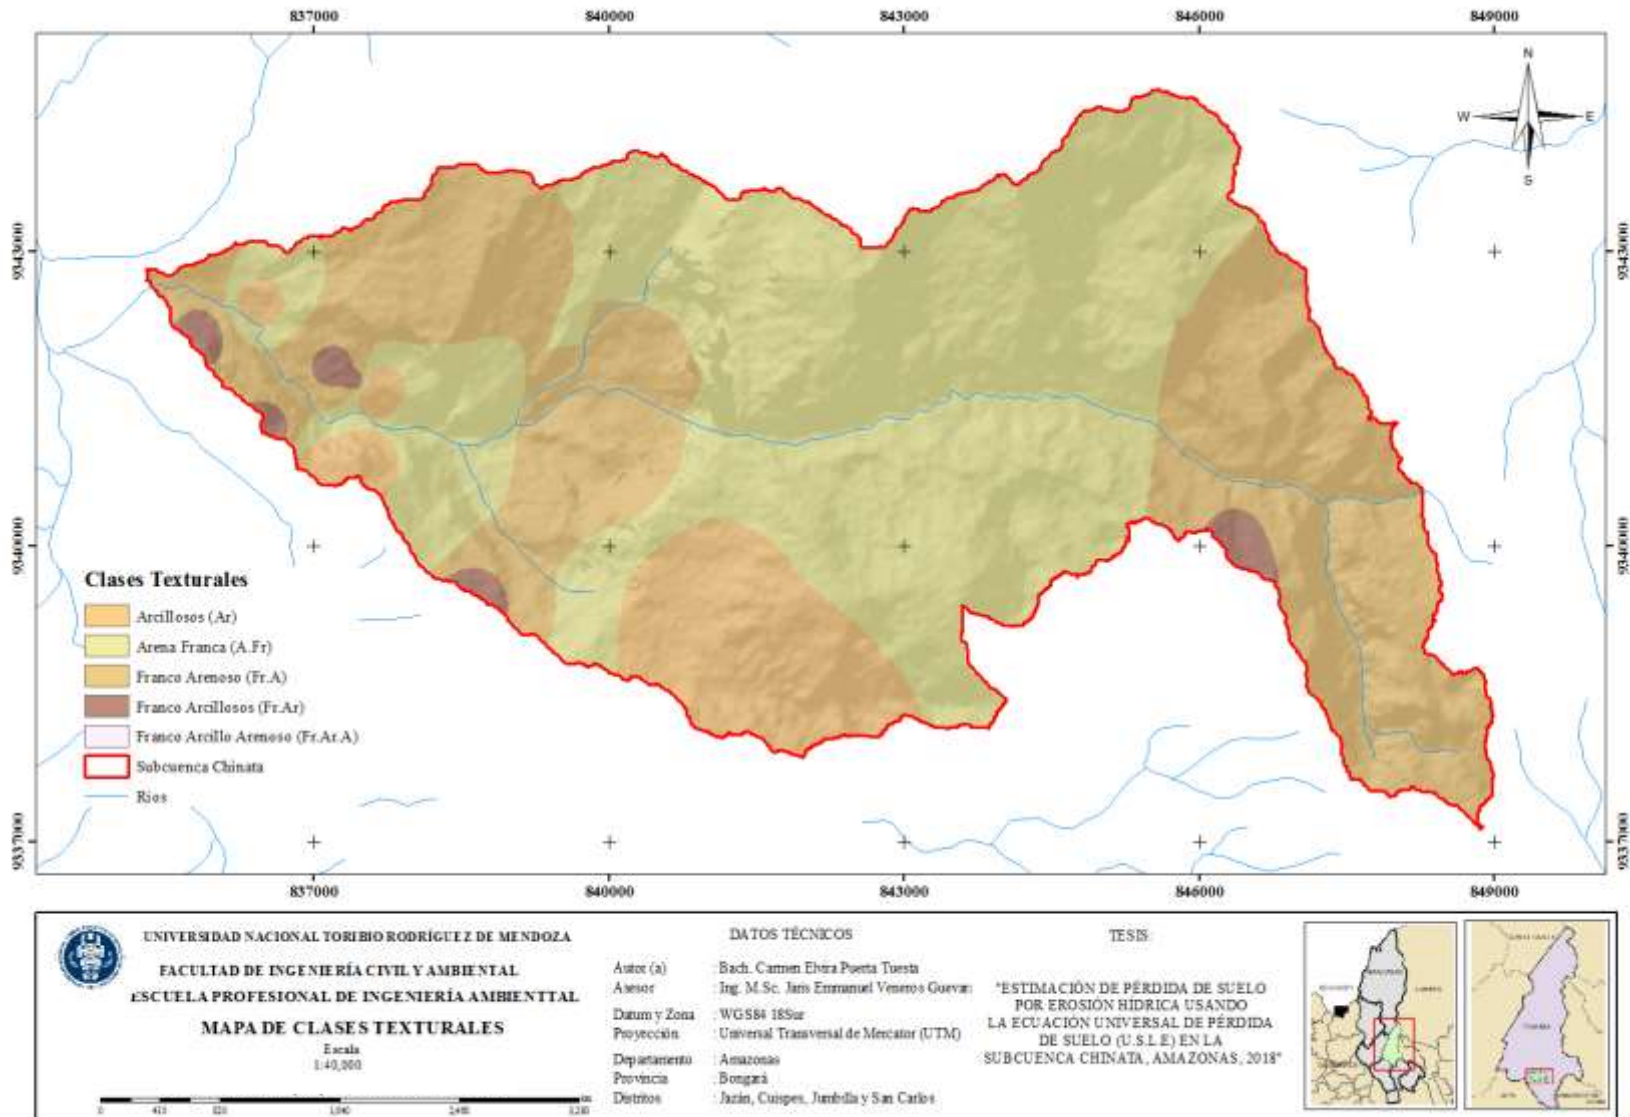 837000 840000 843000 846000 849000
N
W E
S
9343000 9343000
9340000 9340000
9337000 9337000
Clases Texturales
Arcillosos (Ar)
Arena Franca (A.Fr)
Franco Arenoso (Fr.A)
Franco Arcillosos (Fr.Ar)
Franco Arcillo Arenoso (Fr.Ar.A)
Subcuenca Chinata
Rios
837000 840000 843000 846000 849000
UNIVERSIDAD NACIONAL TORIBIO RODRÍGUEZ DE MENDOZA
FACULTAD DE INGENIERÍA CIVIL Y AMBIENTAL
ESCUELA PROFESIONAL DE INGENIERÍA AMBIENTTAL
MAPA DE CLASES TEXTURALES
Escala
1:40,000
0 820
DATOS TÉCNICOS
Autor (a) : Bach. Carmen Elvira Puerta Tuesta
Asesor : Ing. M.Sc. Jaris Emmanuel Veneros Guevar
Datum y Zona : WGS84 18Sur
Proyección : Universal Transversal de Mercator (UTM)
Departamento : Amazonas
Provincia : Bongará
Distritos : Jazán, Cuispes, Jumbilla y San Carlos
TESIS:
"ESTIMACIÓN DE PÉRDIDA DE SUELO
POR EROSIÓN HÍDRICA USANDO
LA ECUACIÓN UNIVERSAL DE PÉRDIDA
DE SUELO (U.S.L.E) EN LA
SUBCUENCA CHINATA, AMAZONAS, 2018"